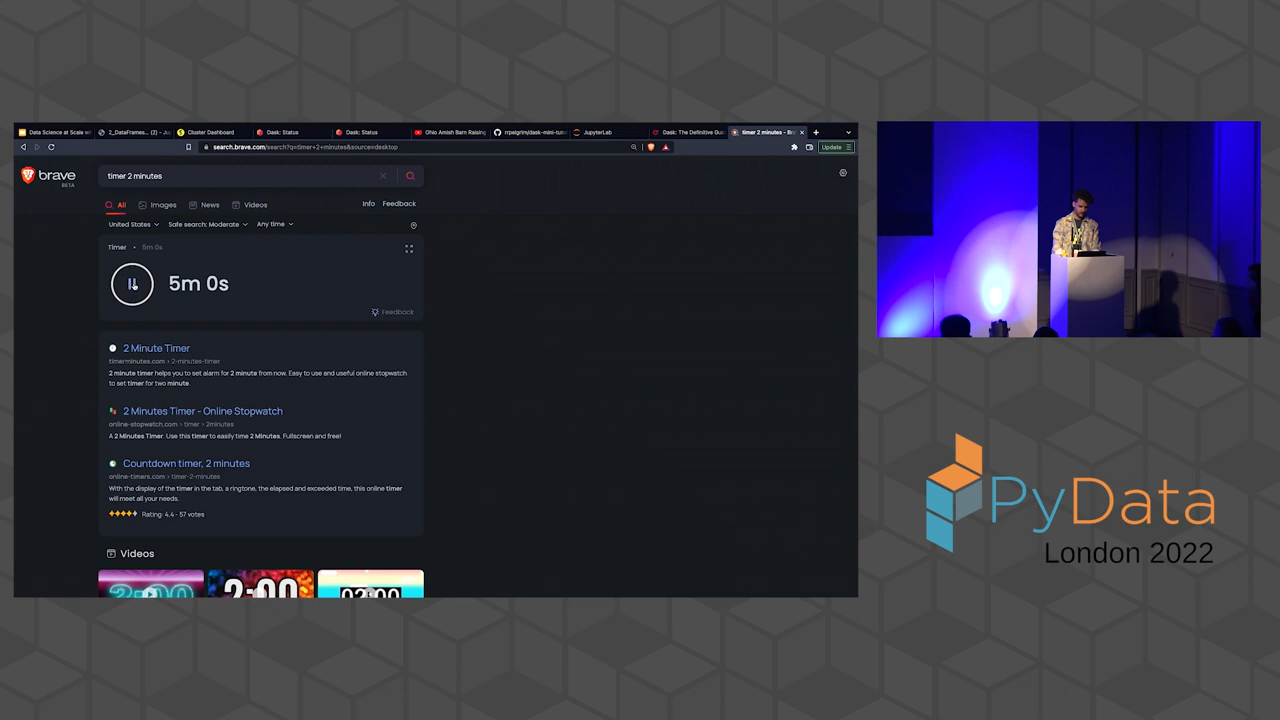 Data Science at Scale wi
2_DataFrames... (2) - Ju
Cluster Dashboard
Dask: Status
Dask: Status
Ohio Amish Barn Raising
rrpelgrim/dask-mini-tuto
JupyterLab
Dask: The Definitive Gui
timer 2 minutes - Bra
search.brave.com/search?q=timer+2+minutes&source=desktop
Update
brave
BETA
timer 2 minutes
All
Images
News
Videos
Info
Feedback
United States
Safe search: Moderate
Any time
Timer • 5m 0s
5m 0s
Feedback
2 Minute Timer
timerminutes.com › 2-minutes-timer
2 minute timer helps you to set alarm for 2 minute from now. Easy to use and useful online stopwatch
to set timer for two minute.
2 Minutes Timer - Online Stopwatch
online-stopwatch.com › timer › 2minutes
A 2 Minutes Timer. Use this timer to easily time 2 Minutes. Fullscreen and free!
Countdown timer, 2 minutes
online-timers.com › timer-2-minutes
With the display of the timer in the tab, a ringtone, the elapsed and exceeded time, this online timer
will meet all your needs.
Rating: 4.4 - 57 votes
Videos
2:00
2:00
02:00
PyData
London 2022